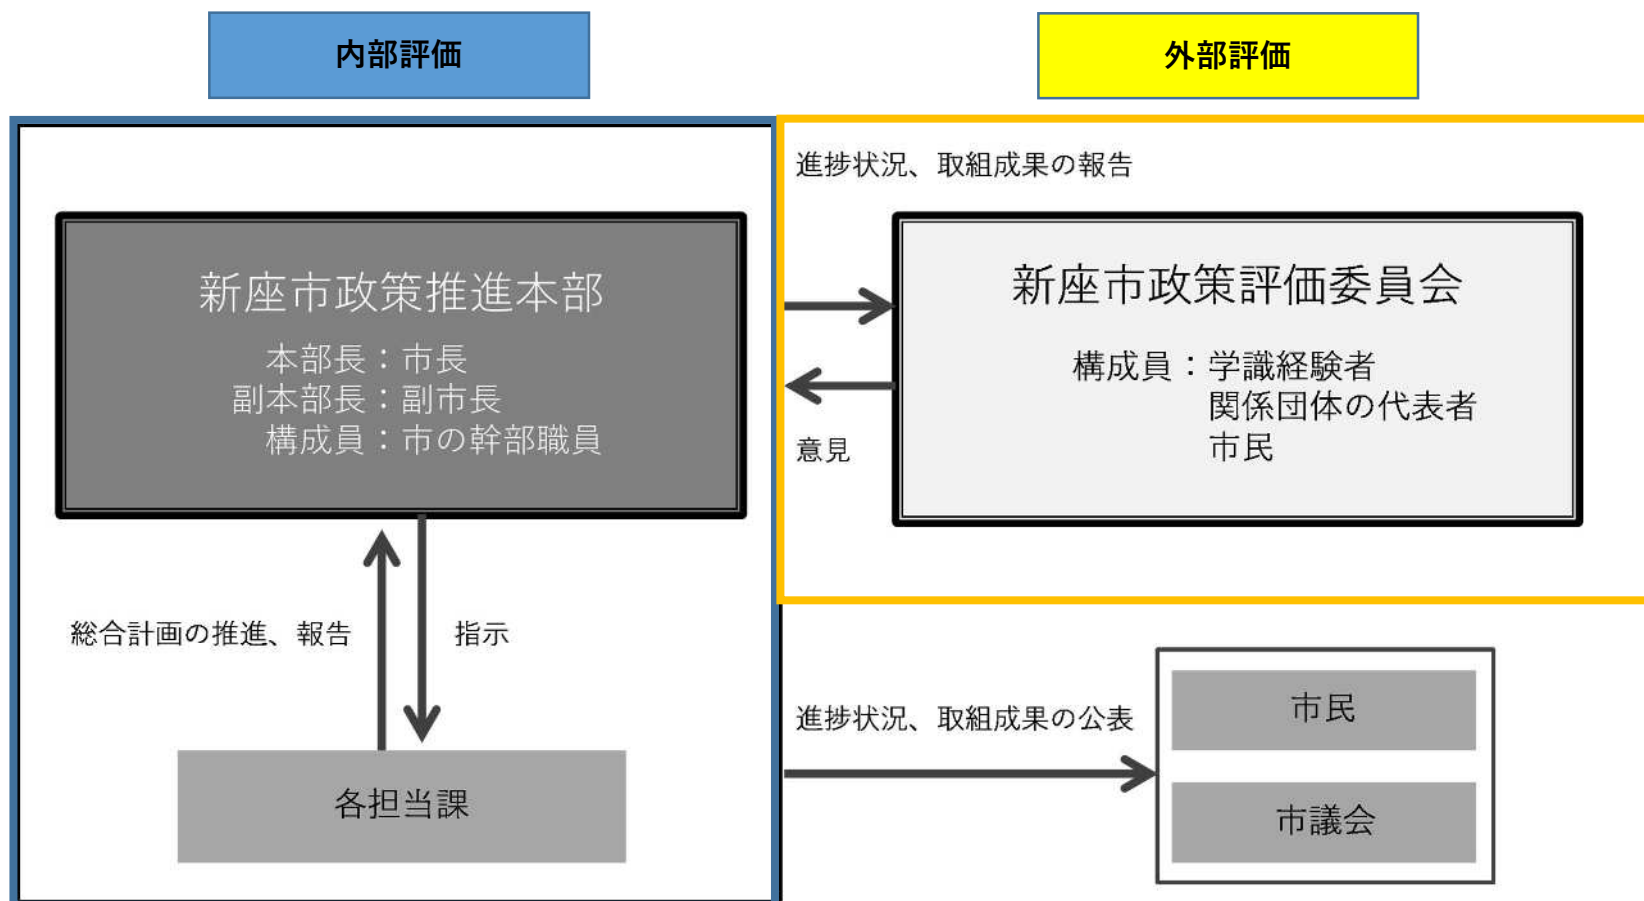 内部評価
外部評価
進捗状況、取組成果の報告
新座市政策推進本部
本部長：市長
副本部長：副市長
構成員：市の幹部職員
新座市政策評価委員会
構成員：学識経験者
関係団体の代表者
市民
意見
総合計画の推進、報告
指示
各担当課
進捗状況、取組成果の公表
市民
市議会